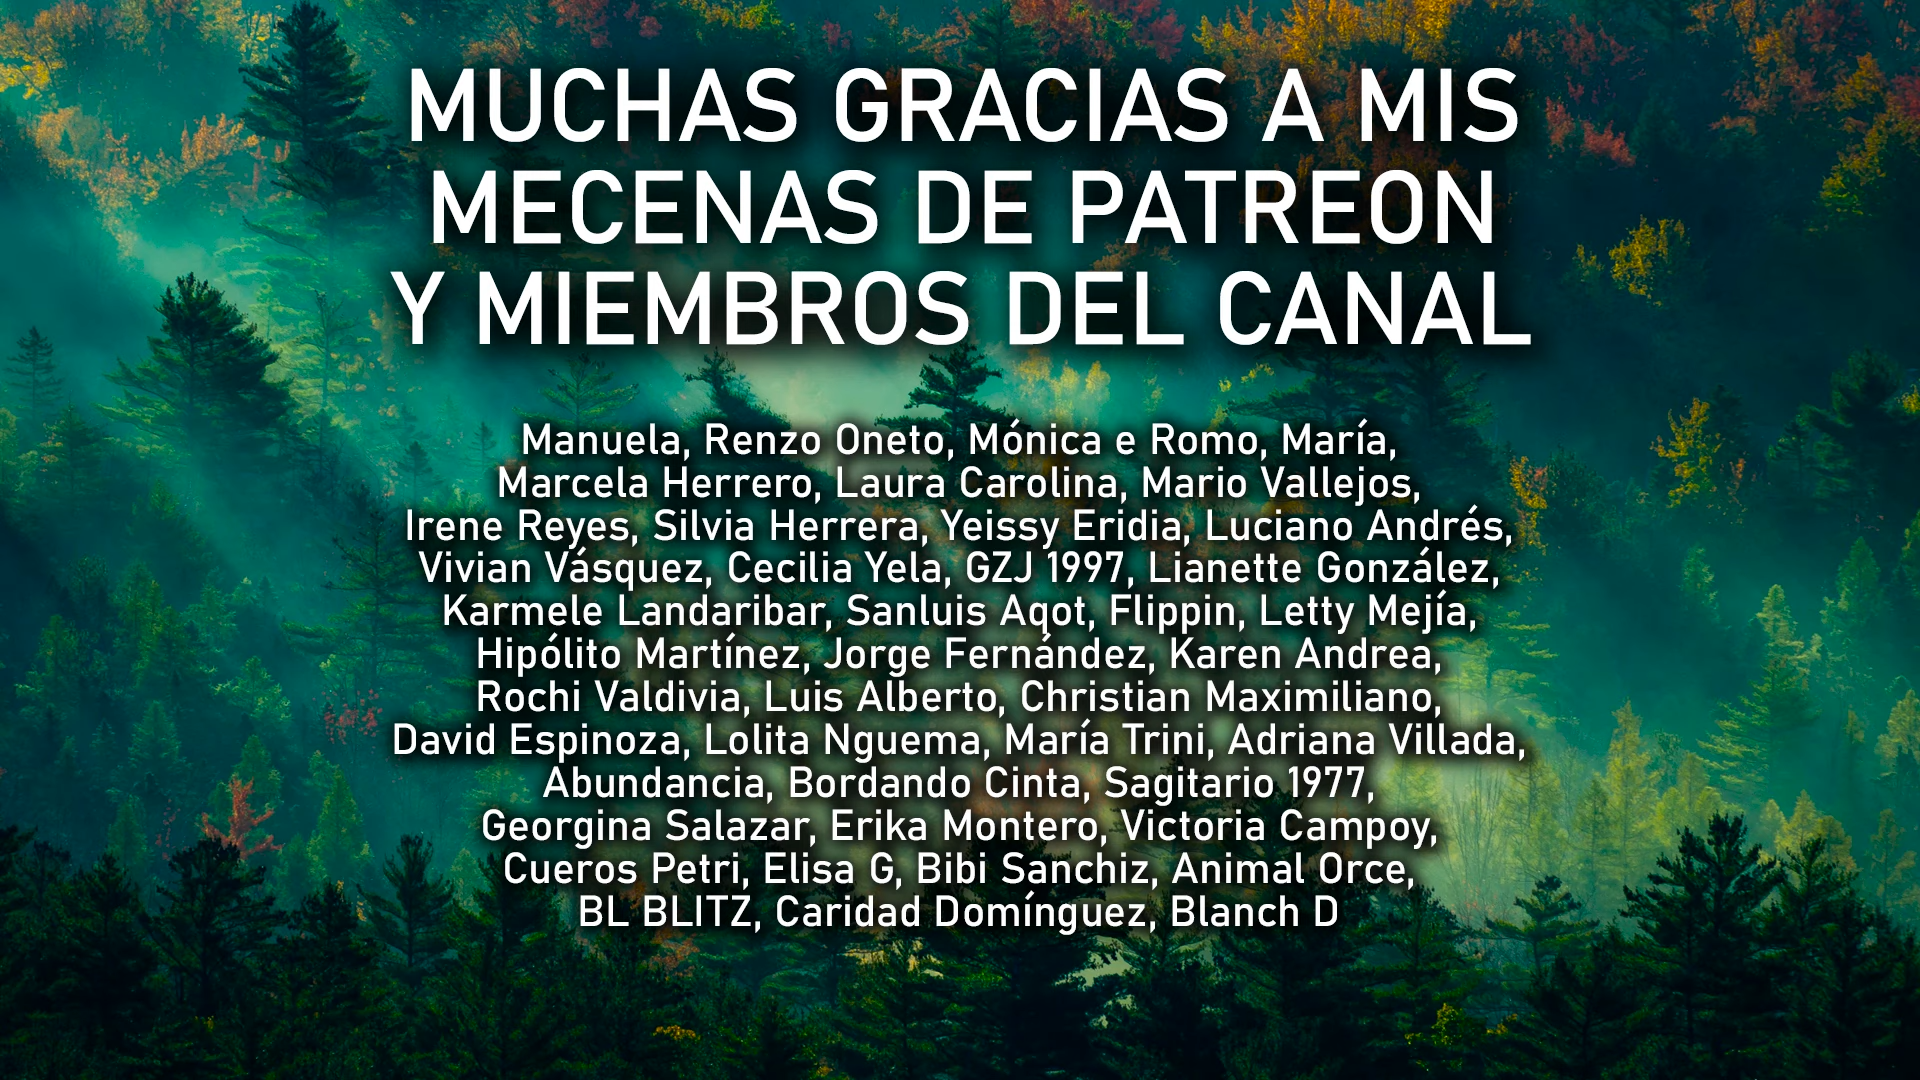 MUCHAS GRACIAS A MIS
MECENAS DE PATREON
Y MIEMBROS DEL CANAL
Manuela, Renzo Oneto, Mónica e Romo, María,
Marcela Herrero, Laura Carolina, Mario Vallejos,
Irene Reyes, Silvia Herrera, Yeissy Eridia, Luciano Andrés,
Vivian Vásquez, Cecilia Yela, GZJ 1997, Lianette González,
Karmele Landaribar, Sanluis Aqot, Flippin, Letty Mejía,
Hipólito Martínez, Jorge Fernández, Karen Andrea,
Rochi Valdivia, Luis Alberto, Christian Maximiliano,
David Espinoza, Lolita Nguema, María Trini, Adriana Villada,
Abundancia, Bordando Cinta, Sagitario 1977,
Georgina Salazar, Erika Montero, Victoria Campoy,
Cueros Petri, Elisa G, Bibi Sanchiz, Animal Orce,
BL BLITZ, Caridad Domínguez, Blanch D